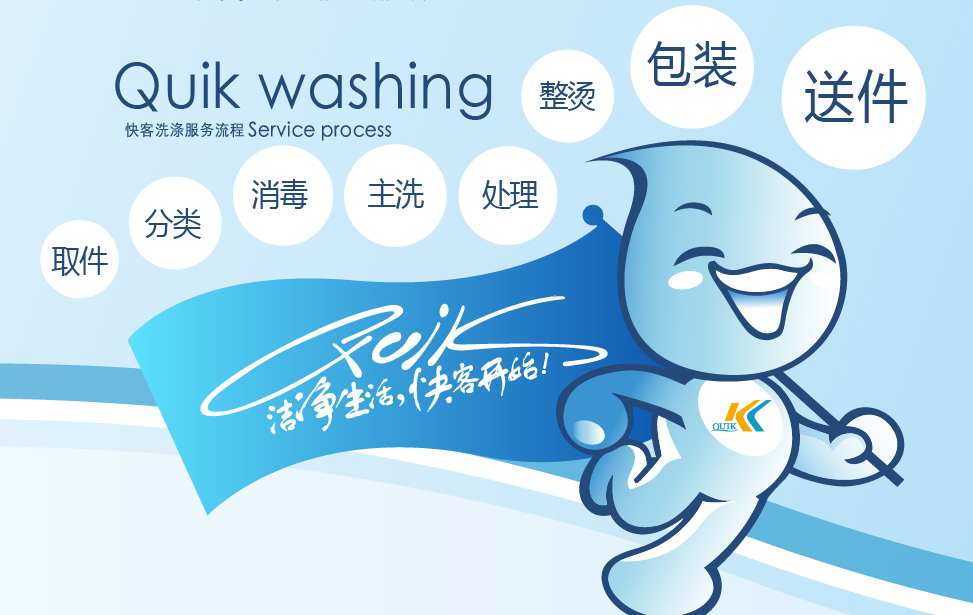 Quik washing
快客洗涤服务流程 Service process
取件
分类
消毒
主洗
处理
整烫
包装
送件
Quik
洁净生活，快客开始！
QUIK